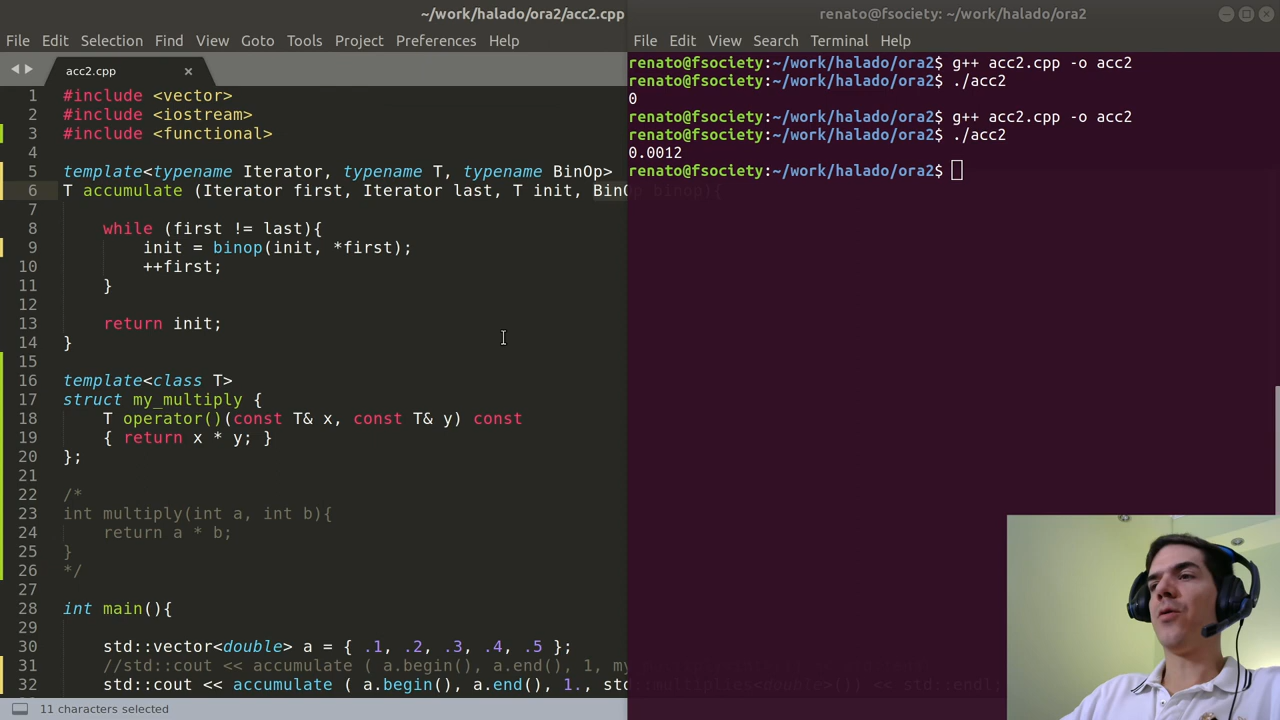 ~/work/halado/ora2/acc2.cpp
File Edit Selection Find View Goto Tools Project Preferences Help
acc2.cpp ×
1 #include <vector>
2 #include <iostream>
3 #include <functional>
4
5 template<typename Iterator, typename T, typename BinOp>
6 T accumulate (Iterator first, Iterator last, T init, BinOp binop){
7
8 while (first != last){
9 init = binop(init, *first);
10 ++first;
11 }
12
13 return init;
14 }
15
16 template<class T>
17 struct my_multiply {
18 T operator()(const T& x, const T& y) const
19 { return x * y; }
20 };
21
22 /*
23 int multiply(int a, int b){
24 return a * b;
25 }
26 */
27
28 int main(){
29
30 std::vector<double> a = { .1, .2, .3, .4, .5 };
31 //std::cout << accumulate ( a.begin(), a.end(), 1, my
32 std::cout << accumulate ( a.begin(), a.end(), 1., std::multiplies<double>()) << std::endl;
11 characters selected
renato@fsociety: ~/work/halado/ora2
File Edit View Search Terminal Help
renato@fsociety:~/work/halado/ora2$ g++ acc2.cpp -o acc2
renato@fsociety:~/work/halado/ora2$ ./acc2
0
renato@fsociety:~/work/halado/ora2$ g++ acc2.cpp -o acc2
renato@fsociety:~/work/halado/ora2$ ./acc2
0.0012
renato@fsociety:~/work/halado/ora2$